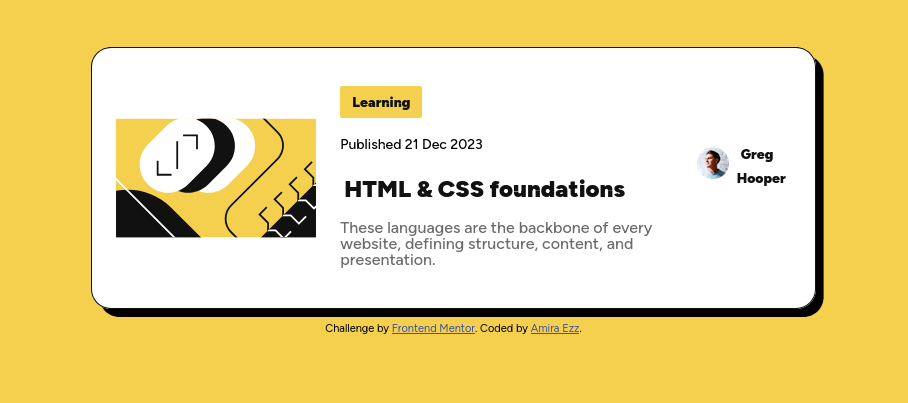 Learning
Published 21 Dec 2023
HTML & CSS foundations
These languages are the backbone of every
website, defining structure, content, and
presentation.
Greg
Hooper
Challenge by Frontend Mentor. Coded by Amira Ezz.